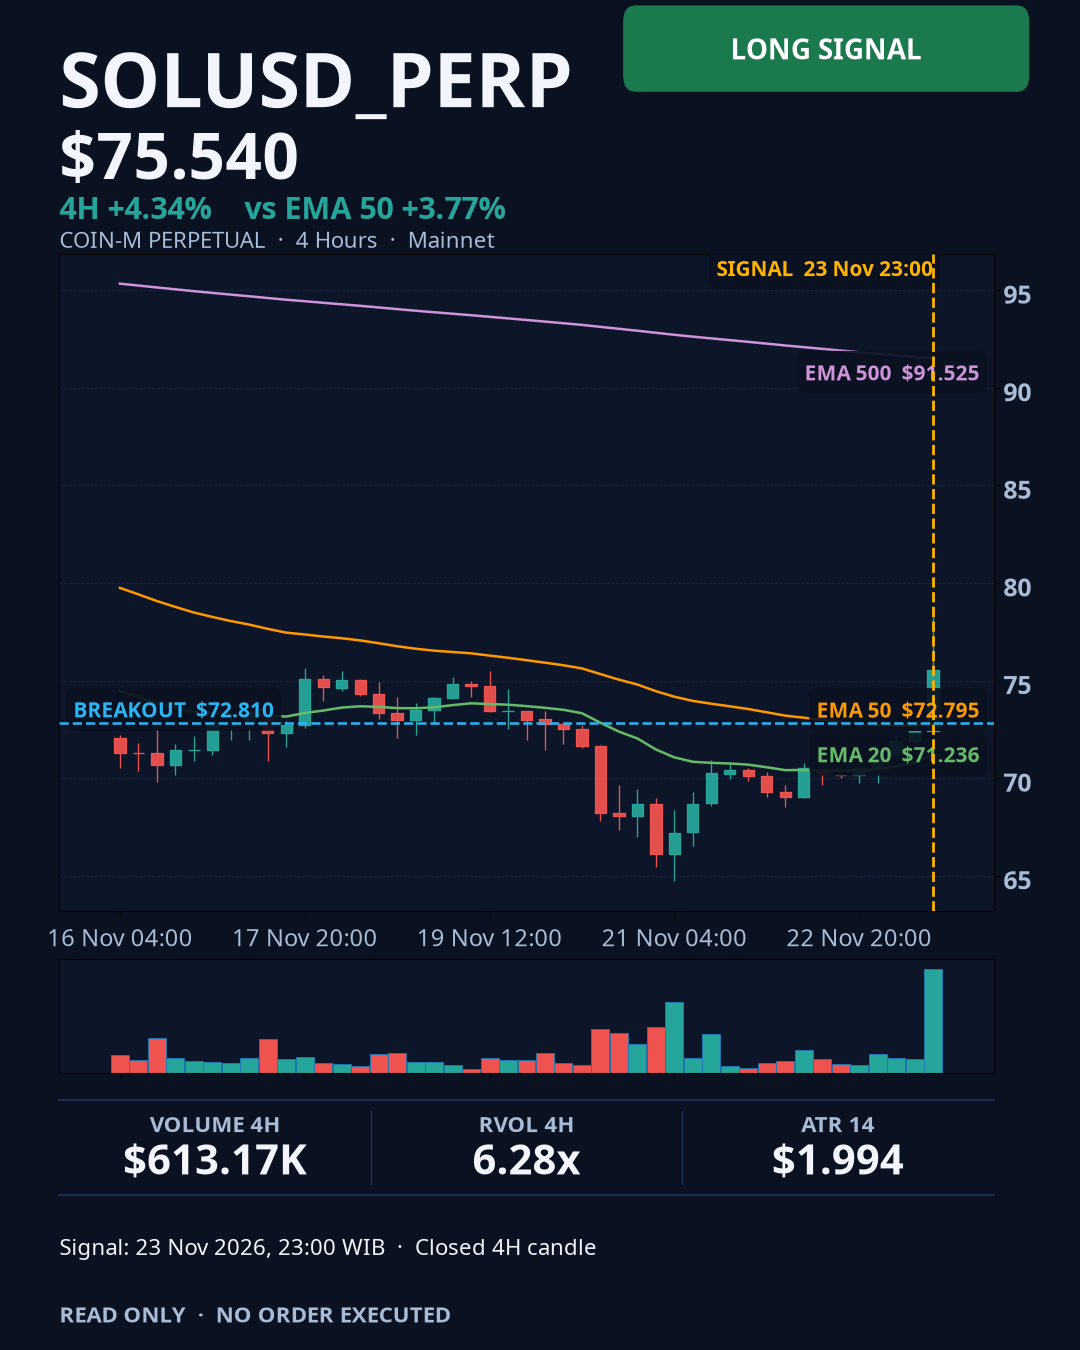 LONG SIGNAL
SOLUSD_PERP
$75.540
4H +4.34% vs EMA 50 +3.77%
COIN-M PERPETUAL · 4 Hours · Mainnet
SIGNAL 23 Nov 23:00
95
EMA 500 $91.525
90
85
80
75
BREAKOUT $72.810
EMA 50 $72.795
EMA 20 $71.236
70
65
16 Nov 04:00 17 Nov 20:00 19 Nov 12:00 21 Nov 04:00 22 Nov 20:00
VOLUME 4H RVOL 4H ATR 14
$613.17K 6.28x $1.994
Signal: 23 Nov 2026, 23:00 WIB · Closed 4H candle
READ ONLY · NO ORDER EXECUTED